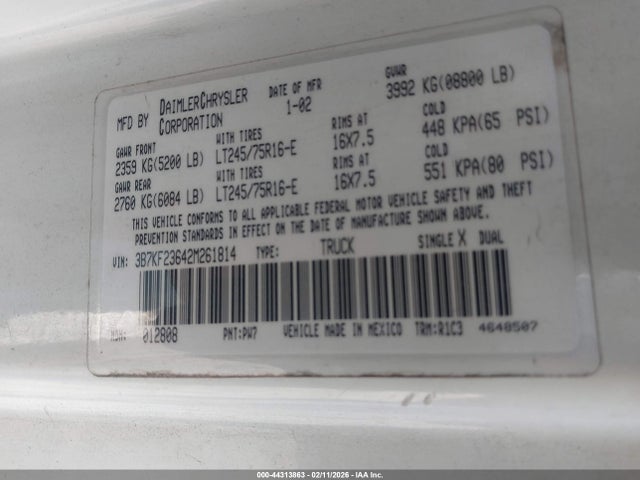 MFD BY DAIMLERCHRYSLER CORPORATION DATE OF MFR 1-02 GVWR 3992 KG(08800 LB)
GAWR FRONT WITH TIRES RIMS AT COLD
2359 KG(5200 LB) LT245/75R16-E 16X7.5 448 KPA(65 PSI)
GAWR REAR WITH TIRES RIMS AT COLD
2760 KG(6084 LB) LT245/75R16-E 16X7.5 551 KPA(80 PSI)
THIS VEHICLE CONFORMS TO ALL APPLICABLE FEDERAL MOTOR VEHICLE SAFETY AND THEFT
PREVENTION STANDARDS IN EFFECT ON THE DATE OF MANUFACTURE SHOWN ABOVE.
VIN: 3B7KF23642M261814 TYPE: TRUCK SINGLE X DUAL
MDH: 012808 PNT:PW7 VEHICLE MADE IN MEXICO TRM:R1C3 4648507
000-44313863 - 02/11/2026 - IAA Inc.